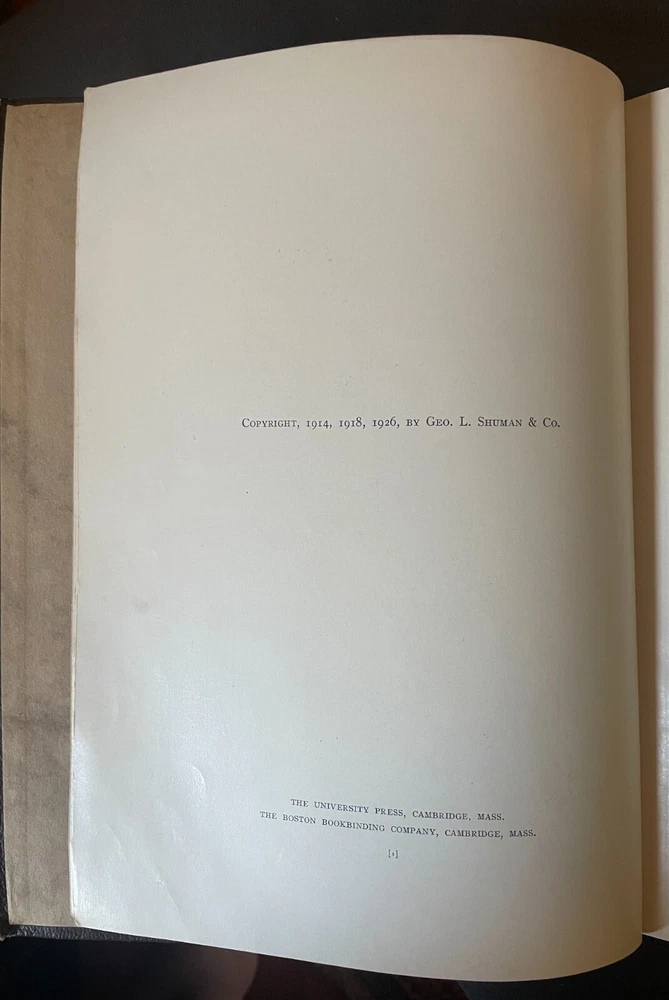 Copyright, 1914, 1918, 1926, by Geo. L. Shuman & Co.
THE UNIVERSITY PRESS, CAMBRIDGE, MASS.
THE BOSTON BOOKBINDING COMPANY, CAMBRIDGE, MASS.
[1]